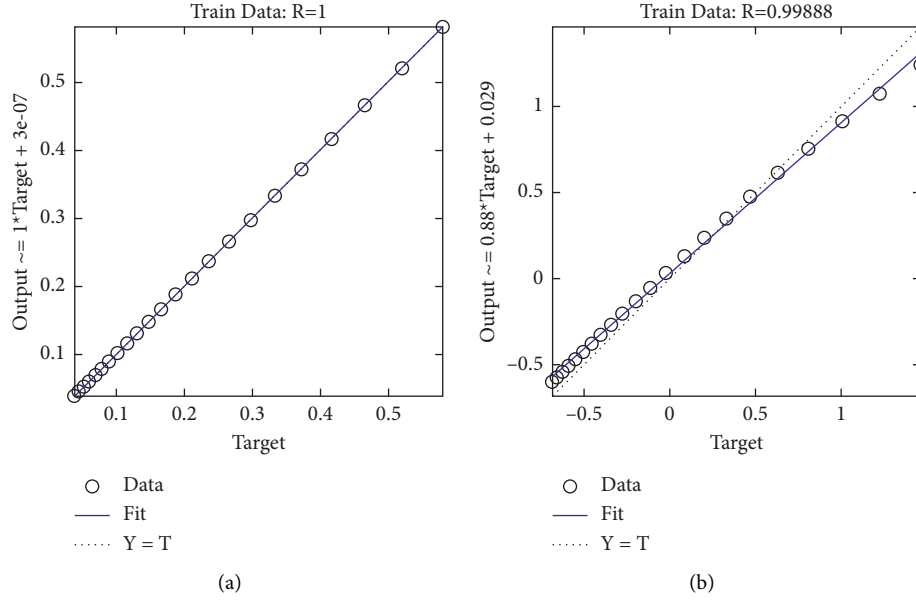 Train Data: R=1
Output ~= 1*Target + 3e-07
0.5
0.4
0.3
0.2
0.1
0.1 0.2 0.3 0.4 0.5
Target
Data
Fit
Y = T
(a)
Train Data: R=0.99888
Output ~= 0.88*Target + 0.029
1
0.5
0
–0.5
–0.5 0 0.5 1
Target
Data
Fit
Y = T
(b)